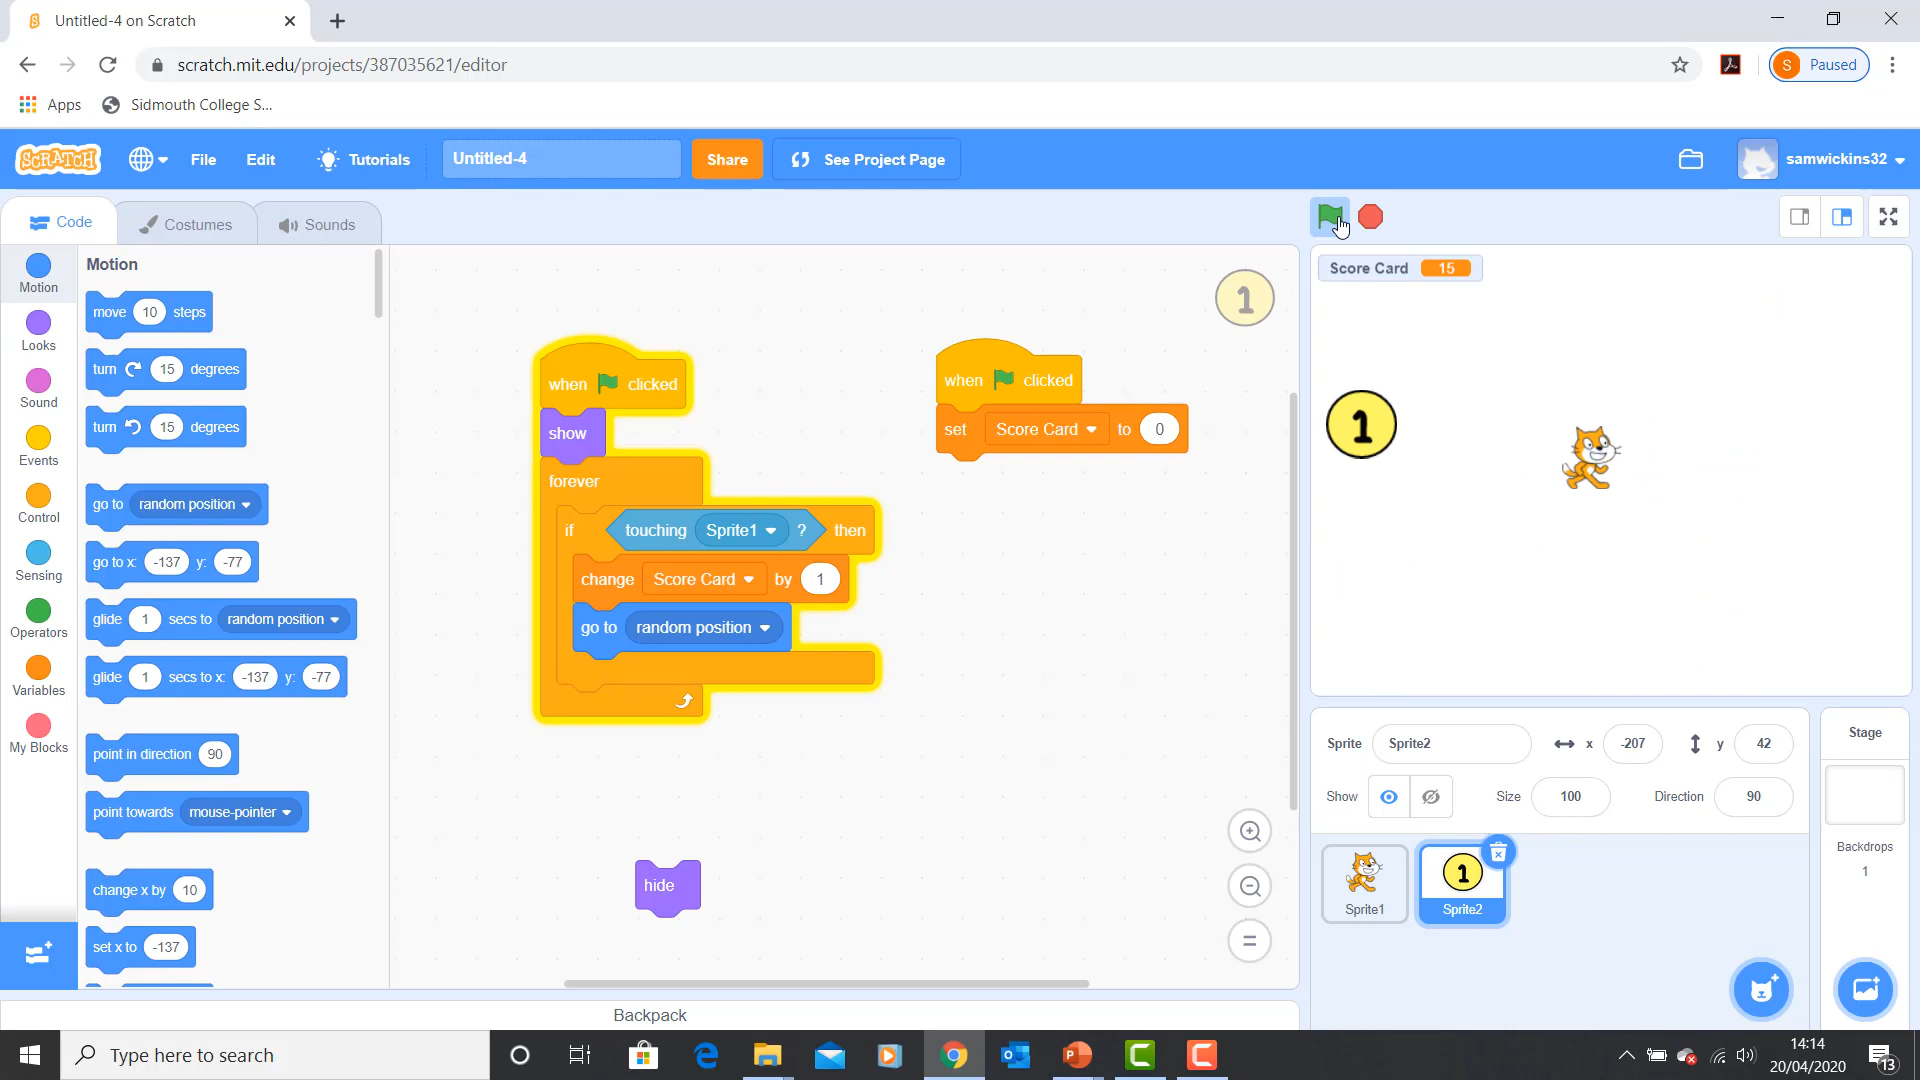 Untitled-4 on Scratch
scratch.mit.edu/projects/387035621/editor
S Paused
Apps Sidmouth College S...
SCRATCH File Edit Tutorials Untitled-4 Share See Project Page samwickins32
Code Costumes Sounds
Motion
Looks
Sound
Events
Control
Sensing
Operators
Variables
My Blocks
Motion
move 10 steps
turn 15 degrees
turn 15 degrees
go to random position
go to x: -137 y: -77
glide 1 secs to random position
glide 1 secs to x: -137 y: -77
point in direction 90
point towards mouse-pointer
change x by 10
set x to -137
when clicked
show
forever
if touching Sprite1 ? then
change Score Card by 1
go to random position
hide
when clicked
set Score Card to 0
1
Score Card 15
1
Sprite Sprite2 x -207 y 42
Show Size 100 Direction 90
Sprite1
1
Sprite2
Stage
Backdrops
1
Backpack
Type here to search
14:14
20/04/2020
13